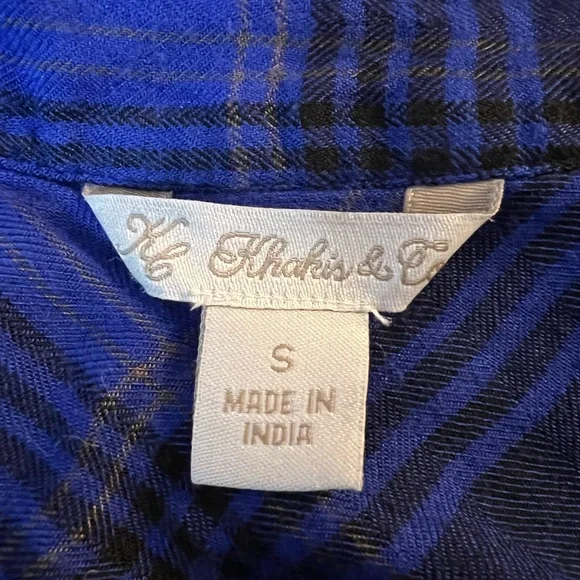 KC Khakis & Co
S
MADE IN
INDIA